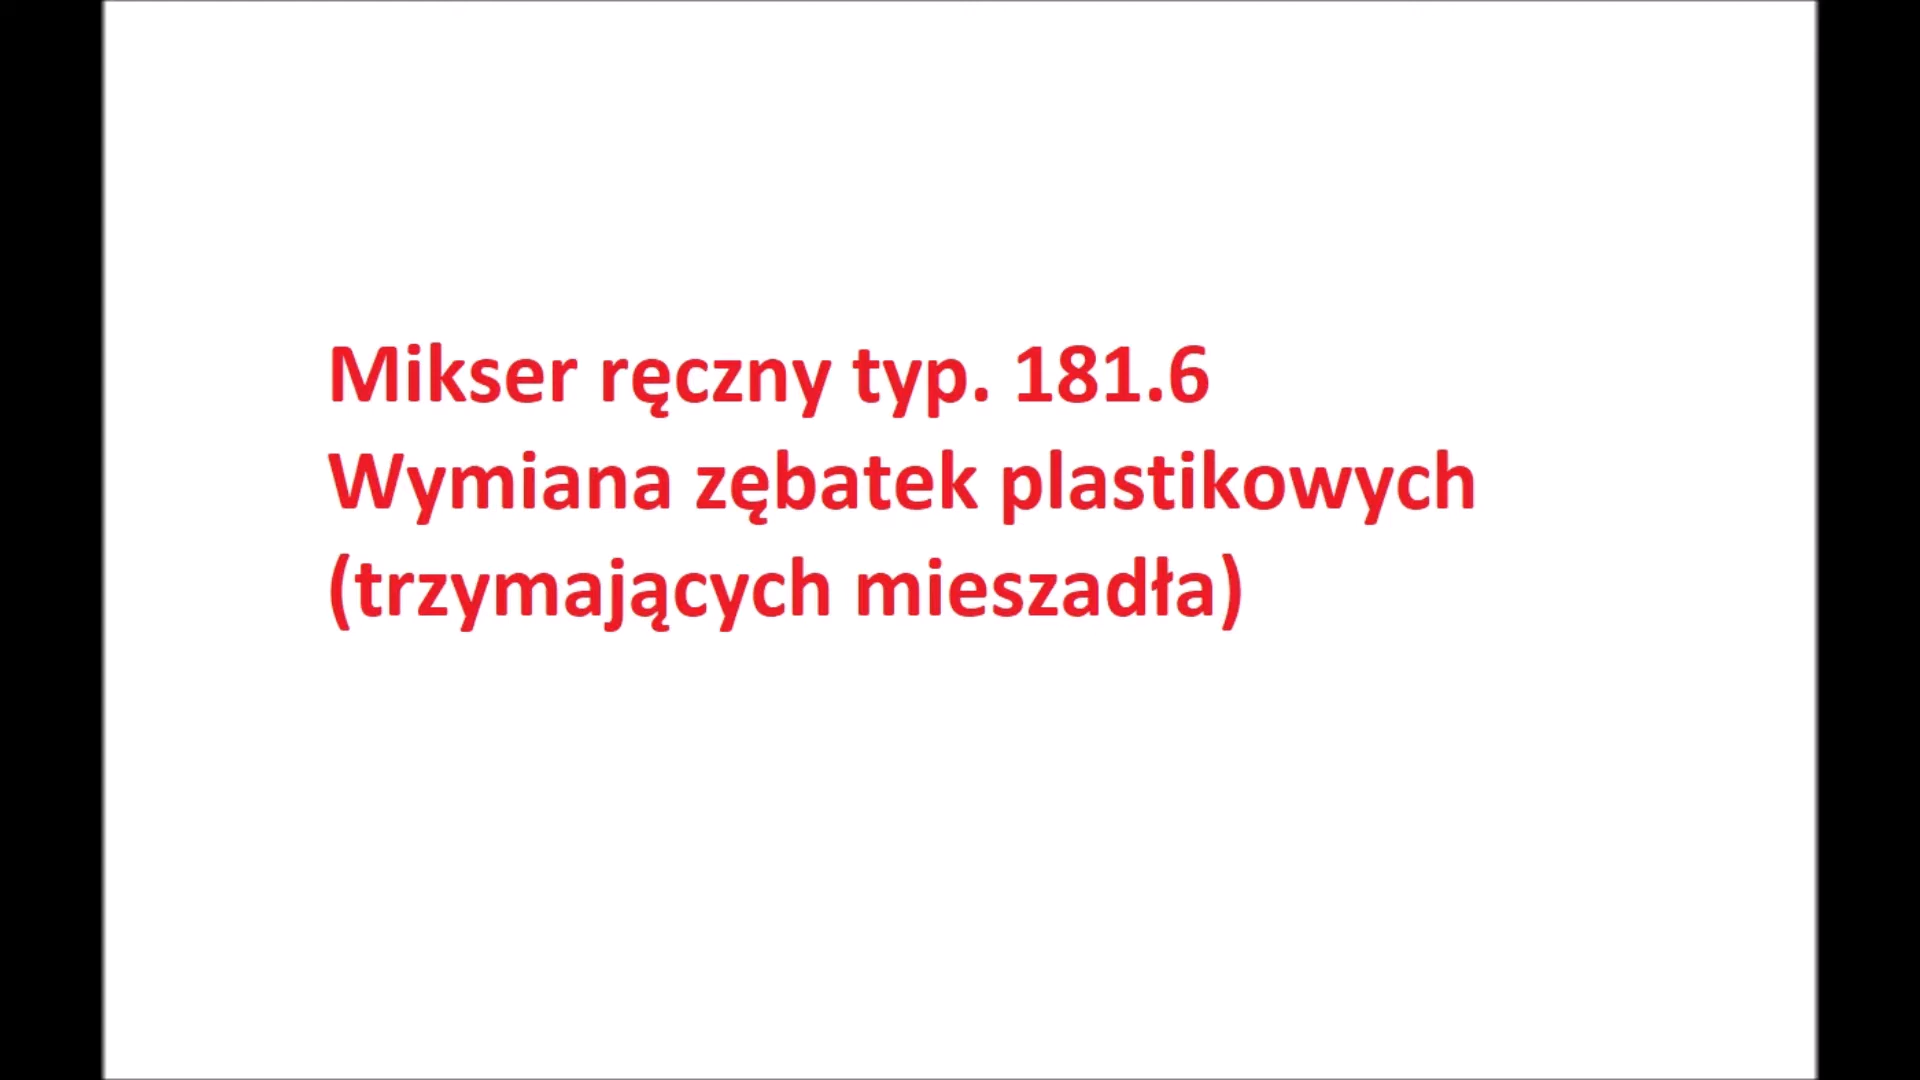 Mikser ręczny typ. 181.6
Wymiana zębatek plastikowych
(trzymających mieszadła)